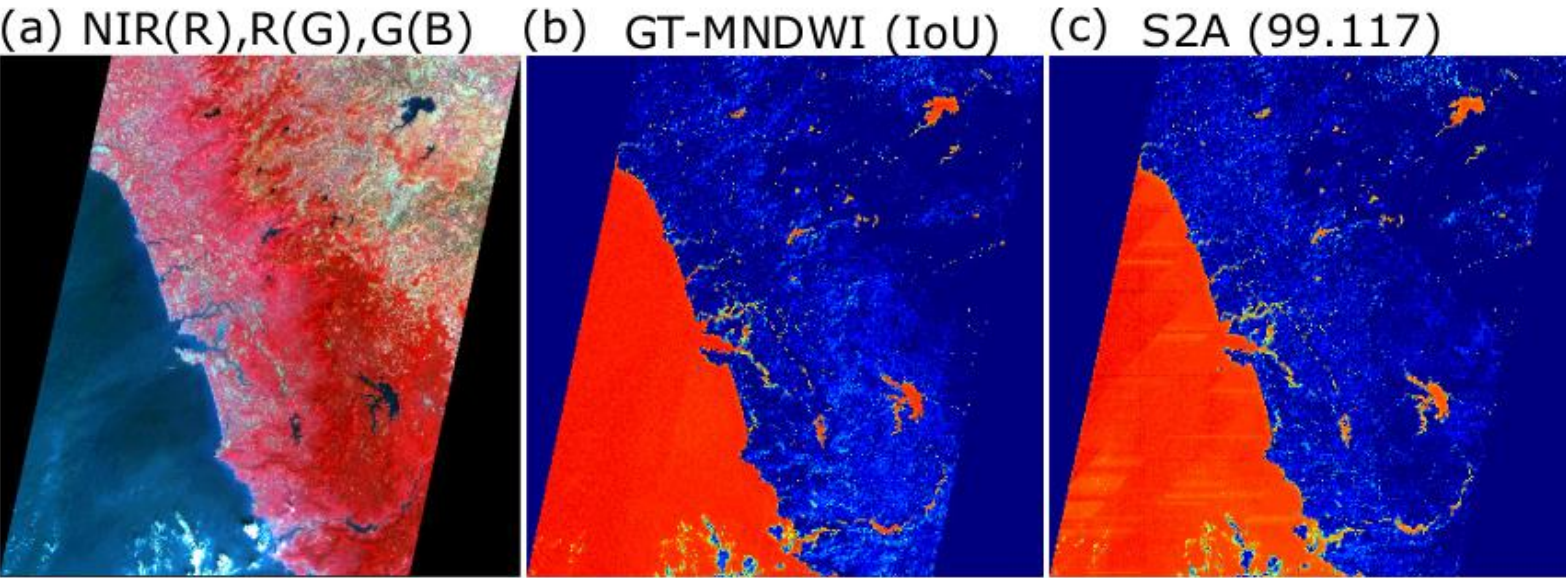 (a) NIR(R),R(G),G(B)
(b) GT-MNDWI (IoU)
(c) S2A (99.117)